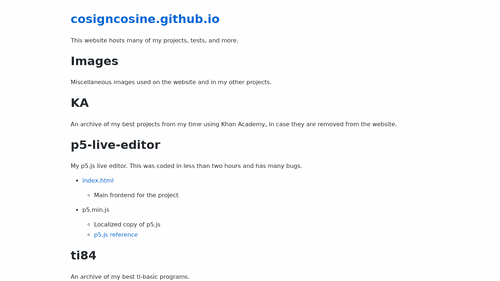 cosigncosine.github.io
This website hosts many of my projects, tests, and more.
Images
Miscellaneous images used on the website and in my other projects.
KA
An archive of my best projects from my time using Khan Academy, in case they are removed from the website.
p5-live-editor
My p5.js live editor. This was coded in less than two hours and has many bugs.
index.html
Main frontend for the project
p5.min.js
Localized copy of p5.js
p5.js reference
ti84
An archive of my best ti-basic programs.